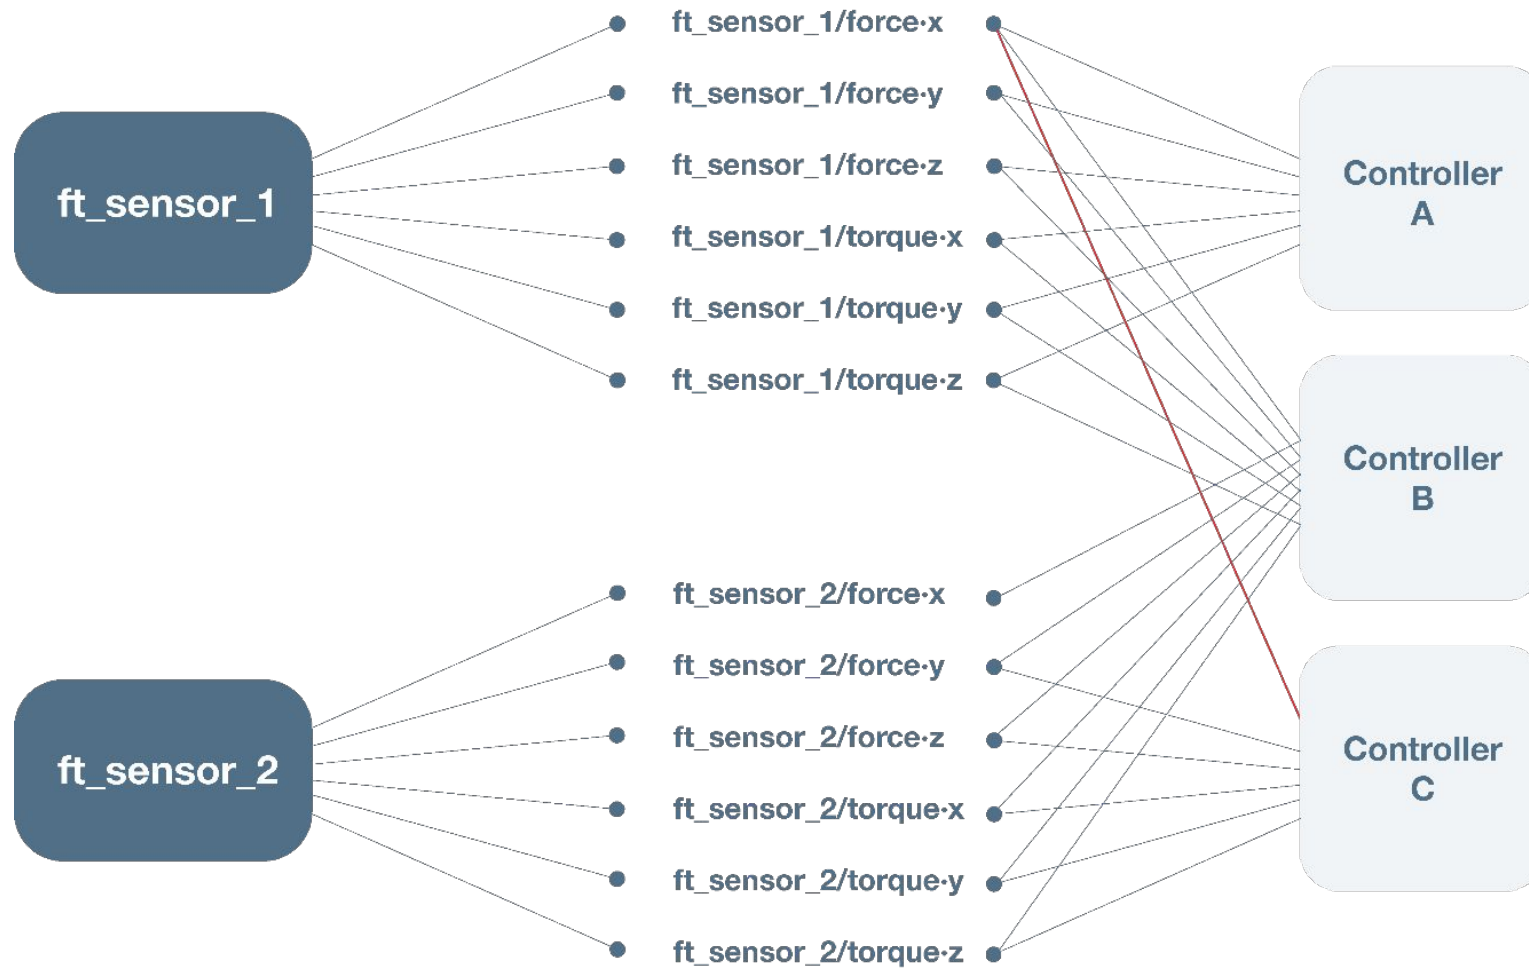 ft_sensor_1
ft_sensor_1/force·x
ft_sensor_1/force·y
ft_sensor_1/force·z
ft_sensor_1/torque·x
ft_sensor_1/torque·y
ft_sensor_1/torque·z
ft_sensor_2
ft_sensor_2/force·x
ft_sensor_2/force·y
ft_sensor_2/force·z
ft_sensor_2/torque·x
ft_sensor_2/torque·y
ft_sensor_2/torque·z
Controller
A
Controller
B
Controller
C